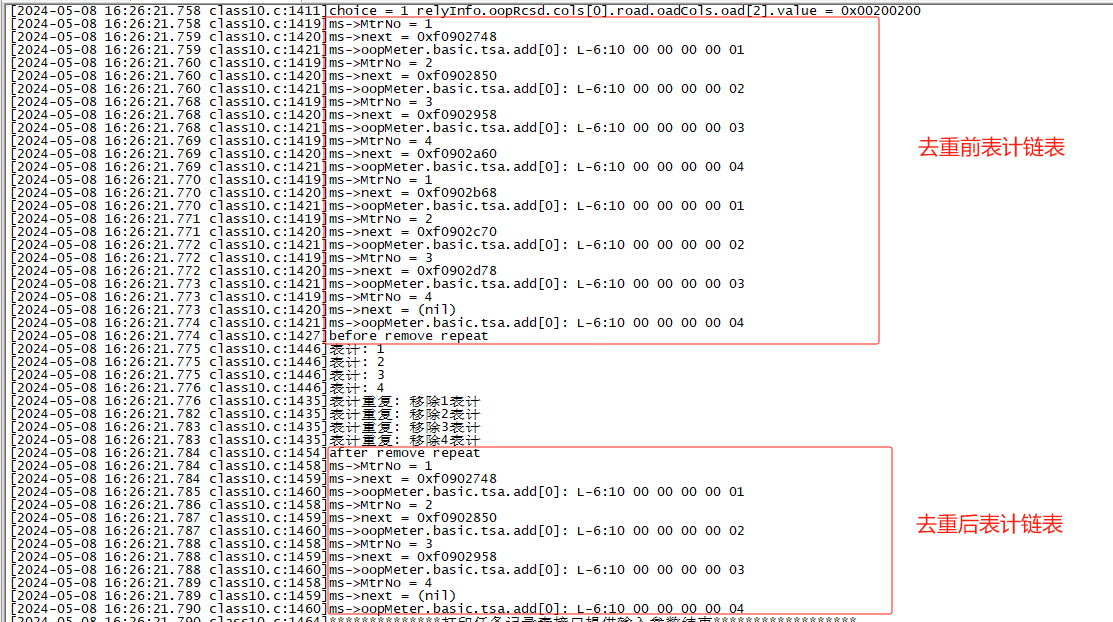 [2024-05-08 16:26:21.758 class10.c:1411]choice = 1 relyInfo.oopRcsd.cols[0].road.oadCols.oad[2].value = 0x00200200
[2024-05-08 16:26:21.758 class10.c:1419]ms->MtrNo = 1
[2024-05-08 16:26:21.759 class10.c:1420]ms->next = 0xf0902748
[2024-05-08 16:26:21.759 class10.c:1421]ms->oopMeter.basic.tsa.add[0]: L-6:10 00 00 00 00 01
[2024-05-08 16:26:21.760 class10.c:1419]ms->MtrNo = 2
[2024-05-08 16:26:21.760 class10.c:1420]ms->next = 0xf0902850
[2024-05-08 16:26:21.760 class10.c:1421]ms->oopMeter.basic.tsa.add[0]: L-6:10 00 00 00 00 02
[2024-05-08 16:26:21.768 class10.c:1419]ms->MtrNo = 3
[2024-05-08 16:26:21.768 class10.c:1420]ms->next = 0xf0902958
[2024-05-08 16:26:21.768 class10.c:1421]ms->oopMeter.basic.tsa.add[0]: L-6:10 00 00 00 00 03
[2024-05-08 16:26:21.769 class10.c:1419]ms->MtrNo = 4
去重前表计链表
[2024-05-08 16:26:21.769 class10.c:1420]ms->next = 0xf0902a60
[2024-05-08 16:26:21.769 class10.c:1421]ms->oopMeter.basic.tsa.add[0]: L-6:10 00 00 00 00 04
[2024-05-08 16:26:21.770 class10.c:1419]ms->MtrNo = 1
[2024-05-08 16:26:21.770 class10.c:1420]ms->next = 0xf0902b68
[2024-05-08 16:26:21.770 class10.c:1421]ms->oopMeter.basic.tsa.add[0]: L-6:10 00 00 00 00 01
[2024-05-08 16:26:21.771 class10.c:1419]ms->MtrNo = 2
[2024-05-08 16:26:21.771 class10.c:1420]ms->next = 0xf0902c70
[2024-05-08 16:26:21.772 class10.c:1421]ms->oopMeter.basic.tsa.add[0]: L-6:10 00 00 00 00 02
[2024-05-08 16:26:21.772 class10.c:1419]ms->MtrNo = 3
[2024-05-08 16:26:21.772 class10.c:1420]ms->next = 0xf0902d78
[2024-05-08 16:26:21.773 class10.c:1421]ms->oopMeter.basic.tsa.add[0]: L-6:10 00 00 00 00 03
[2024-05-08 16:26:21.773 class10.c:1419]ms->MtrNo = 4
[2024-05-08 16:26:21.773 class10.c:1420]ms->next = (nil)
[2024-05-08 16:26:21.774 class10.c:1421]ms->oopMeter.basic.tsa.add[0]: L-6:10 00 00 00 00 04
[2024-05-08 16:26:21.774 class10.c:1427]before remove repeat
[2024-05-08 16:26:21.775 class10.c:1446]表计: 1
[2024-05-08 16:26:21.775 class10.c:1446]表计: 2
[2024-05-08 16:26:21.775 class10.c:1446]表计: 3
[2024-05-08 16:26:21.776 class10.c:1446]表计: 4
[2024-05-08 16:26:21.776 class10.c:1435]表计重复: 移除1表计
[2024-05-08 16:26:21.782 class10.c:1435]表计重复: 移除2表计
[2024-05-08 16:26:21.783 class10.c:1435]表计重复: 移除3表计
[2024-05-08 16:26:21.783 class10.c:1435]表计重复: 移除4表计
[2024-05-08 16:26:21.784 class10.c:1454]after remove repeat
[2024-05-08 16:26:21.784 class10.c:1458]ms->MtrNo = 1
[2024-05-08 16:26:21.784 class10.c:1459]ms->next = 0xf0902748
[2024-05-08 16:26:21.785 class10.c:1460]ms->oopMeter.basic.tsa.add[0]: L-6:10 00 00 00 00 01
[2024-05-08 16:26:21.786 class10.c:1458]ms->MtrNo = 2
[2024-05-08 16:26:21.787 class10.c:1459]ms->next = 0xf0902850
去重后表计链表
[2024-05-08 16:26:21.787 class10.c:1460]ms->oopMeter.basic.tsa.add[0]: L-6:10 00 00 00 00 02
[2024-05-08 16:26:21.788 class10.c:1458]ms->MtrNo = 3
[2024-05-08 16:26:21.788 class10.c:1459]ms->next = 0xf0902958
[2024-05-08 16:26:21.788 class10.c:1460]ms->oopMeter.basic.tsa.add[0]: L-6:10 00 00 00 00 03
[2024-05-08 16:26:21.789 class10.c:1458]ms->MtrNo = 4
[2024-05-08 16:26:21.789 class10.c:1459]ms->next = (nil)
[2024-05-08 16:26:21.790 class10.c:1460]ms->oopMeter.basic.tsa.add[0]: L-6:10 00 00 00 00 04
[2024-05-08 16:26:21.790 class10.c:1464]**************打印任务记录表接口提供输入参数结束******************